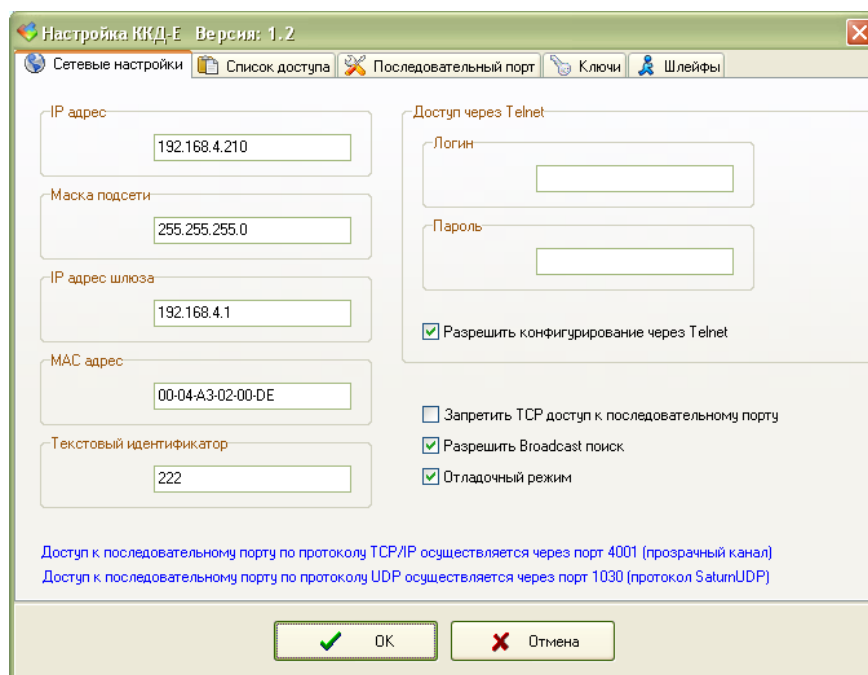 Настройка ККД-Е Версия: 1.2
Сетевые настройки
Список доступа
Последовательный порт
Ключи
Шлейфы
IP адрес
192.168.4.210
Маска подсети
255.255.255.0
IP адрес шлюза
192.168.4.1
MAC адрес
00-04-A3-02-00-DE
Текстовый идентификатор
222
Доступ через Telnet
Логин
Пароль
Разрешить конфигурирование через Telnet
Запретить TCP доступ к последовательному порту
Разрешить Broadcast поиск
Отладочный режим
Доступ к последовательному порту по протоколу TCP/IP осуществляется через порт 4001 (прозрачный канал)
Доступ к последовательному порту по протоколу UDP осуществляется через порт 1030 (протокол SaturnUDP)
OK
Отмена